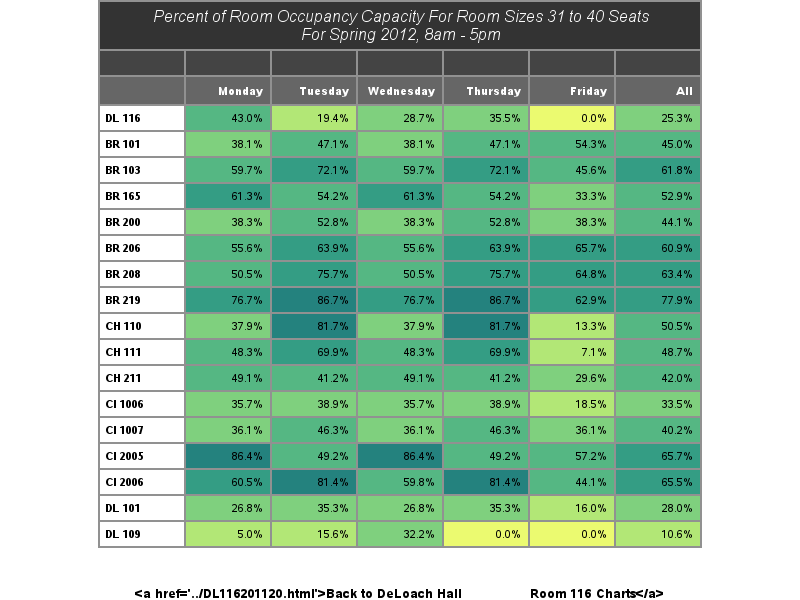 Percent of Room Occupancy Capacity For Room Sizes 31 to 40 Seats
For Spring 2012, 8am - 5pm
Monday Tuesday Wednesday Thursday Friday All
DL 116 43.0% 19.4% 28.7% 35.5% 0.0% 25.3%
BR 101 38.1% 47.1% 38.1% 47.1% 54.3% 45.0%
BR 103 59.7% 72.1% 59.7% 72.1% 45.6% 61.8%
BR 165 61.3% 54.2% 61.3% 54.2% 33.3% 52.9%
BR 200 38.3% 52.8% 38.3% 52.8% 38.3% 44.1%
BR 206 55.6% 63.9% 55.6% 63.9% 65.7% 60.9%
BR 208 50.5% 75.7% 50.5% 75.7% 64.8% 63.4%
BR 219 76.7% 86.7% 76.7% 86.7% 62.9% 77.9%
CH 110 37.9% 81.7% 37.9% 81.7% 13.3% 50.5%
CH 111 48.3% 69.9% 48.3% 69.9% 7.1% 48.7%
CH 211 49.1% 41.2% 49.1% 41.2% 29.6% 42.0%
CI 1006 35.7% 38.9% 35.7% 38.9% 18.5% 33.5%
CI 1007 36.1% 46.3% 36.1% 46.3% 36.1% 40.2%
CI 2005 86.4% 49.2% 86.4% 49.2% 57.2% 65.7%
CI 2006 60.5% 81.4% 59.8% 81.4% 44.1% 65.5%
DL 101 26.8% 35.3% 26.8% 35.3% 16.0% 28.0%
DL 109 5.0% 15.6% 32.2% 0.0% 0.0% 10.6%
<a href='../DL116201120.html'>Back to DeLoach Hall Room 116 Charts</a>